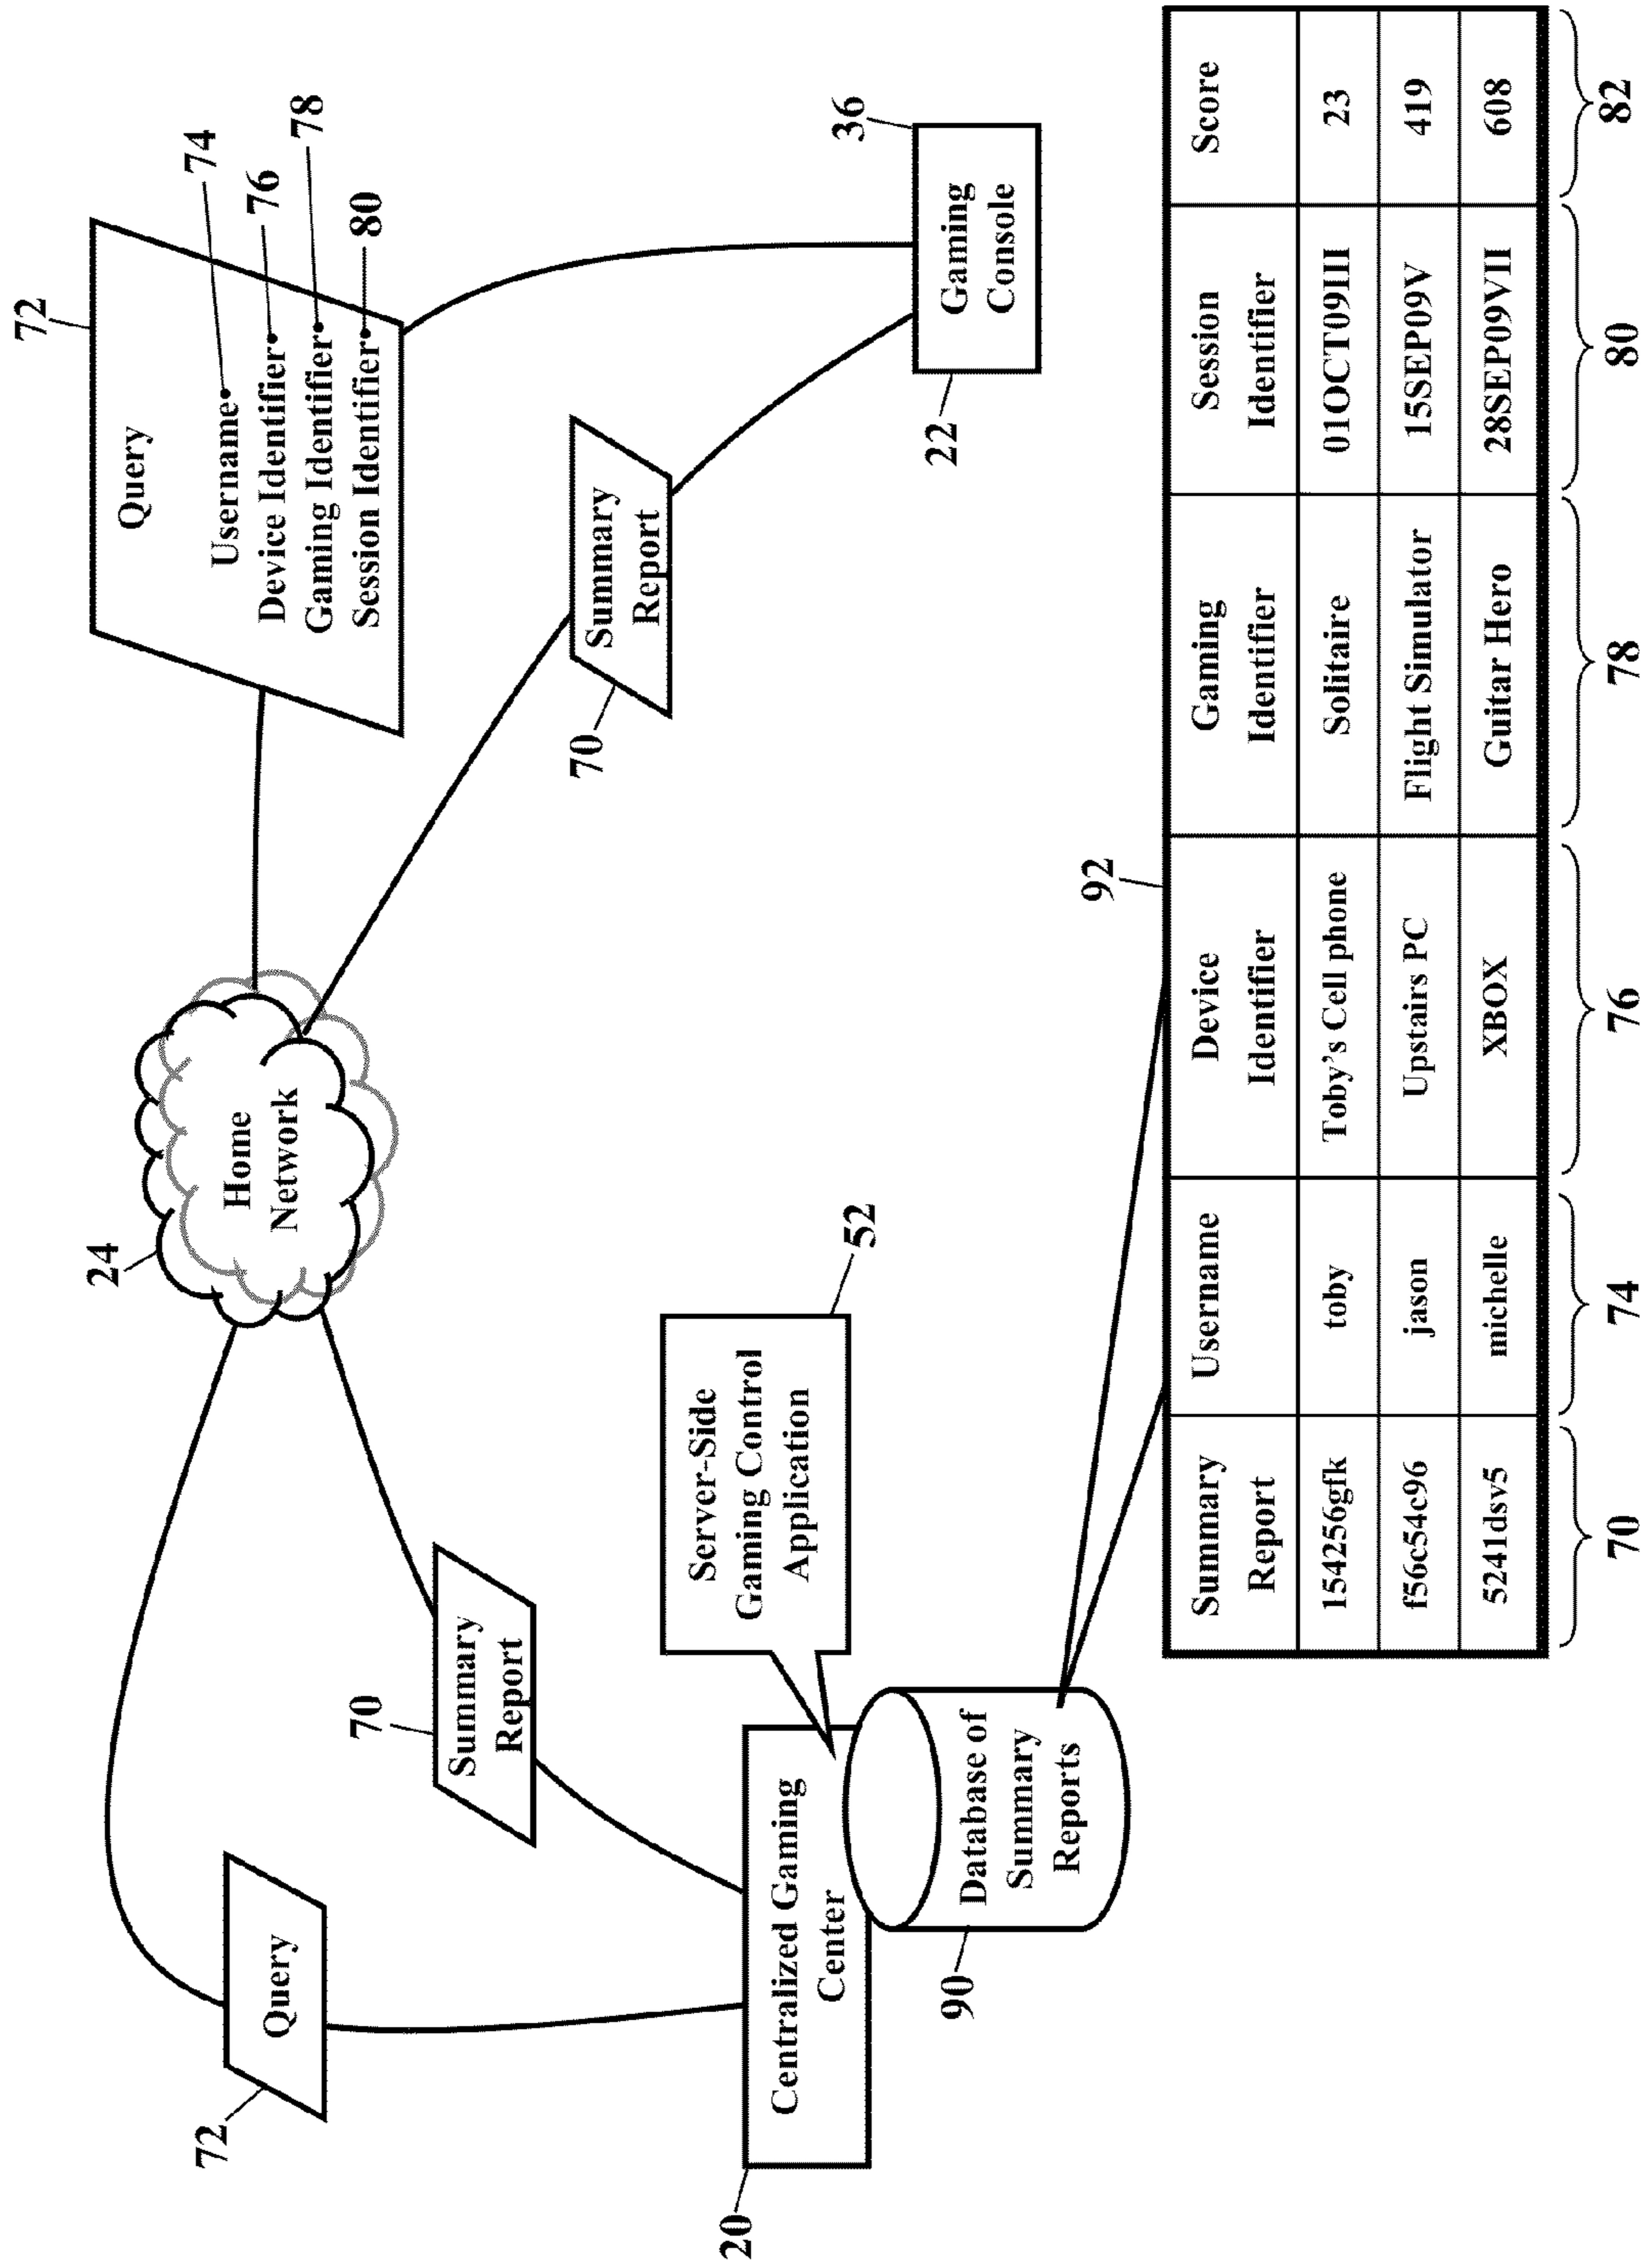 72
Query
74
76
78
80
Username
Device Identifier
Gaming Identifier
Session Identifier
24
Home
Network
72
Query
70
Summary
Report
70
Summary
Report
22
36
Gaming
Console
20
Centralized Gaming
Center
Server-Side
Gaming Control
Application
52
90
Database of
Summary
Reports
92
Summary Report | Username | Device Identifier | Gaming Identifier | Session Identifier | Score
154256gfk | toby | Toby's Cell phone | Solitaire | 01OCT09III | 23
f56c54c96 | jason | Upstairs PC | Flight Simulator | 15SEP09V | 419
5241dsv5 | michelle | XBOX | Guitar Hero | 28SEP09VII | 608
70 74 76 78 80 82